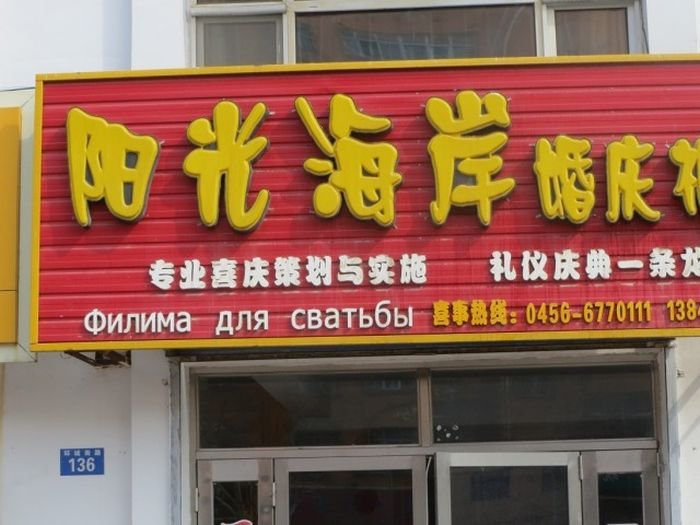 阳光海岸婚庆
专业喜庆策划与实施 礼仪庆典一条龙
Филима для сватьбы 喜事热线：0456-6770111 138
136